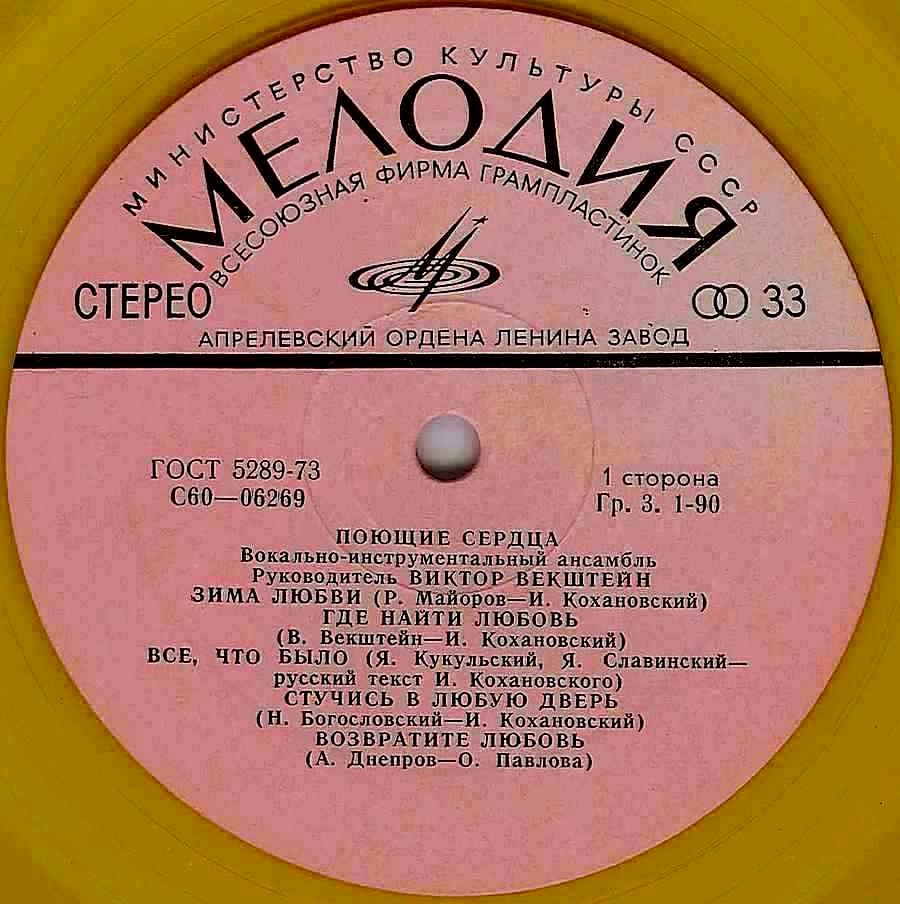 МИНИСТЕРСТВО КУЛЬТУРЫ СССР
МЕЛОДИЯ
ВСЕСОЮЗНАЯ ФИРМА ГРАМПЛАСТИНОК
СТЕРЕО
33
АПРЕЛЕВСКИЙ ОРДЕНА ЛЕНИНА ЗАВОД
ГОСТ 5289-73
С60—06269
1 сторона
Гр. 3. 1-90
ПОЮЩИЕ СЕРДЦА
Вокально-инструментальный ансамбль
Руководитель ВИКТОР ВЕКШТЕЙН
ЗИМА ЛЮБВИ (Р. Майоров—И. Кохановский)
ГДЕ НАЙТИ ЛЮБОВЬ
(В. Векштейн—И. Кохановский)
ВСЕ, ЧТО БЫЛО (Я. Кукульский, Я. Славинский—
русский текст И. Кохановского)
СТУЧИСЬ В ЛЮБУЮ ДВЕРЬ
(Н. Богословский—И. Кохановский)
ВОЗВРАТИТЕ ЛЮБОВЬ
(А. Днепров—О. Павлова)